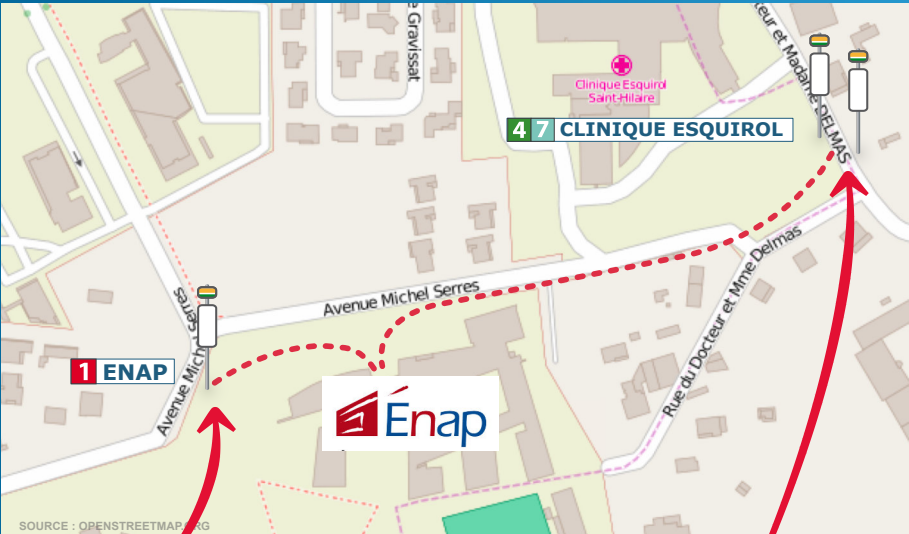 e Gravissat
cteur et Madame DELMAS
Clinique Esquirol
Saint-Hilaire
4 7 CLINIQUE ESQUIROL
Rue du Docteur et Mme Delmas
Avenue Michel Serres
Avenue Michel Serres
1 ENAP
Énap
SOURCE : OPENSTREETMAP.ORG